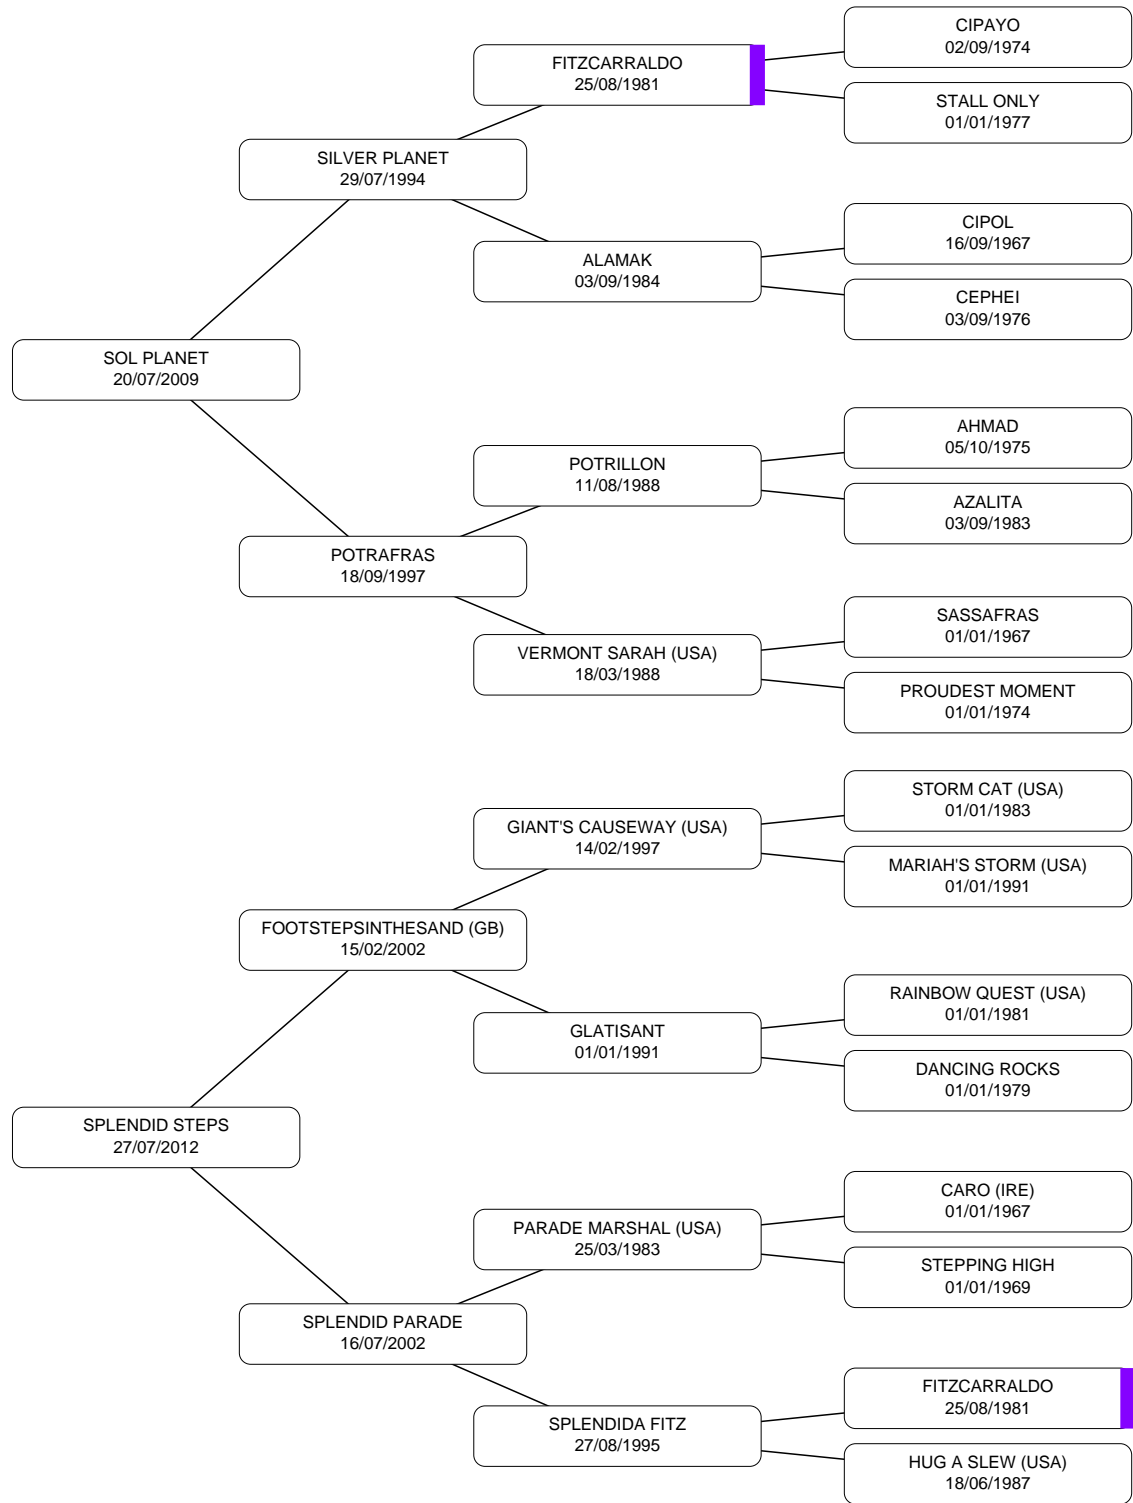 CIPAYO
02/09/1974
FITZCARRALDO
25/08/1981
STALL ONLY
01/01/1977
SILVER PLANET
29/07/1994
CIPOL
16/09/1967
ALAMAK
03/09/1984
CEPHEI
03/09/1976
SOL PLANET
20/07/2009
AHMAD
05/10/1975
POTRILLON
11/08/1988
AZALITA
03/09/1983
POTRAFRAS
18/09/1997
SASSAFRAS
01/01/1967
VERMONT SARAH (USA)
18/03/1988
PROUDEST MOMENT
01/01/1974
STORM CAT (USA)
01/01/1983
GIANT'S CAUSEWAY (USA)
14/02/1997
MARIAH'S STORM (USA)
01/01/1991
FOOTSTEPSINTHESAND (GB)
15/02/2002
RAINBOW QUEST (USA)
01/01/1981
GLATISANT
01/01/1991
DANCING ROCKS
01/01/1979
SPLENDID STEPS
27/07/2012
CARO (IRE)
01/01/1967
PARADE MARSHAL (USA)
25/03/1983
STEPPING HIGH
01/01/1969
SPLENDID PARADE
16/07/2002
FITZCARRALDO
25/08/1981
SPLENDIDA FITZ
27/08/1995
HUG A SLEW (USA)
18/06/1987